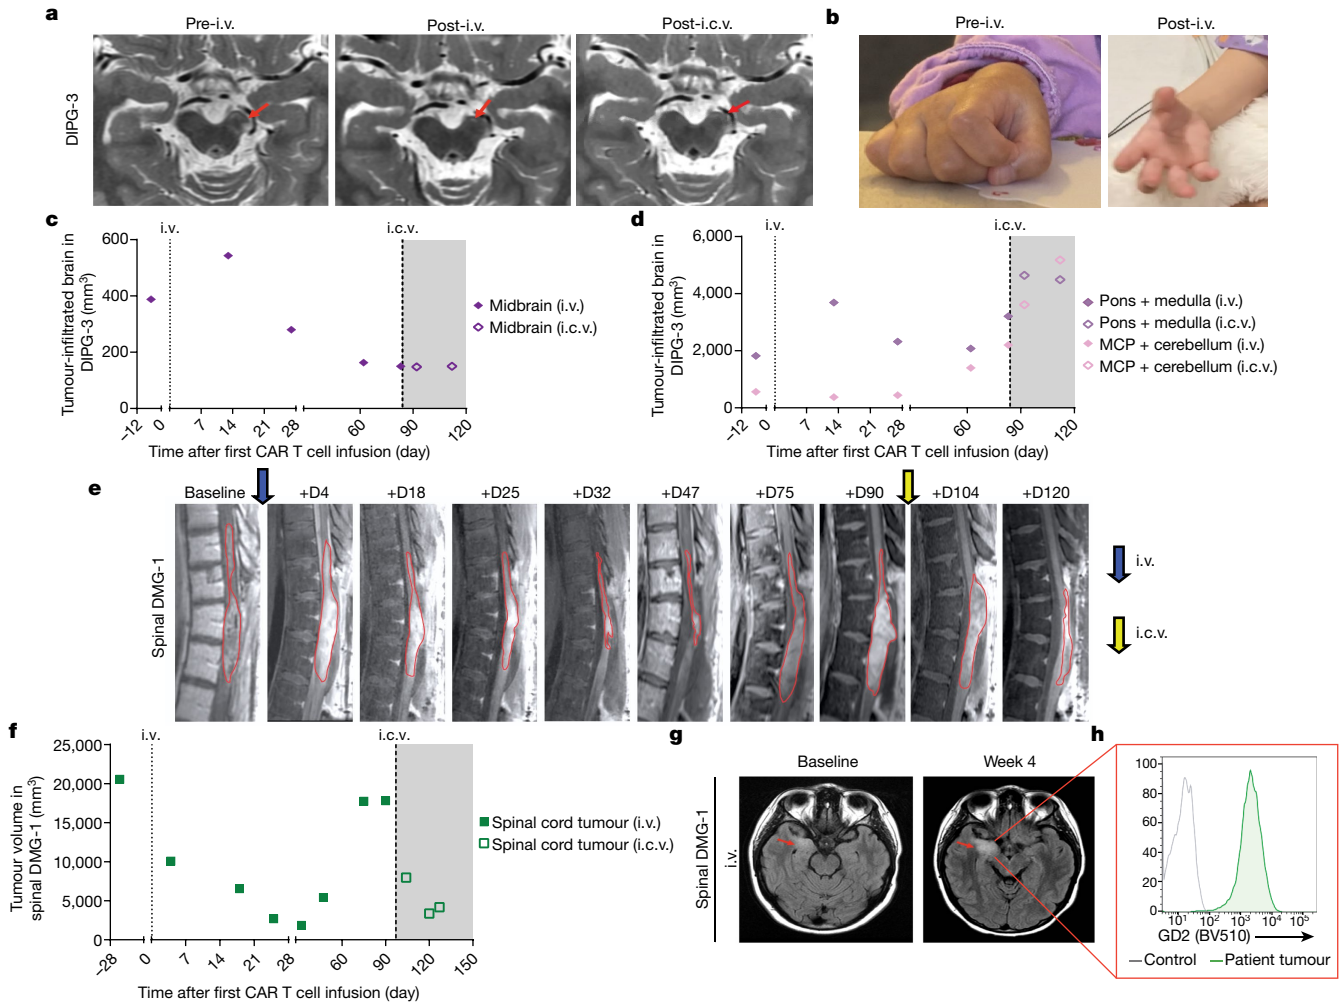 a
Pre-i.v.
Post-i.v.
Post-i.c.v.
DIPG-3
b
Pre-i.v.
Post-i.v.
c
i.v.
i.c.v.
Tumour-infiltrated brain in
DIPG-3 (mm³)
600
400
200
0
–12
0
7
14
21
28
60
90
120
Time after first CAR T cell infusion (day)
Midbrain (i.v.)
Midbrain (i.c.v.)
d
i.v.
i.c.v.
Tumour-infiltrated brain in
DIPG-3 (mm³)
6,000
4,000
2,000
0
–12
0
7
14
21
28
60
90
120
Time after first CAR T cell infusion (day)
Pons + medulla (i.v.)
Pons + medulla (i.c.v.)
MCP + cerebellum (i.v.)
MCP + cerebellum (i.c.v.)
e
Baseline
+D4
+D18
+D25
+D32
+D47
+D75
+D90
+D104
+D120
Spinal DMG-1
i.v.
i.c.v.
f
i.v.
i.c.v.
Tumour volume in
spinal DMG-1 (mm³)
25,000
20,000
15,000
10,000
5,000
0
–28
0
7
14
21
28
60
90
120
150
Time after first CAR T cell infusion (day)
Spinal cord tumour (i.v.)
Spinal cord tumour (i.c.v.)
g
Baseline
Week 4
Spinal DMG-1
i.v.
h
100
80
60
40
20
0
10¹
10²
10³
10⁴
10⁵
GD2 (BV510)
Control
Patient tumour